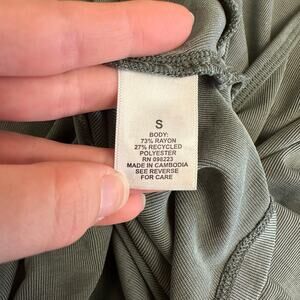 S
BODY:
73% RAYON
27% RECYCLED
POLYESTER
RN 098223
MADE IN CAMBODIA
SEE REVERSE
FOR CARE